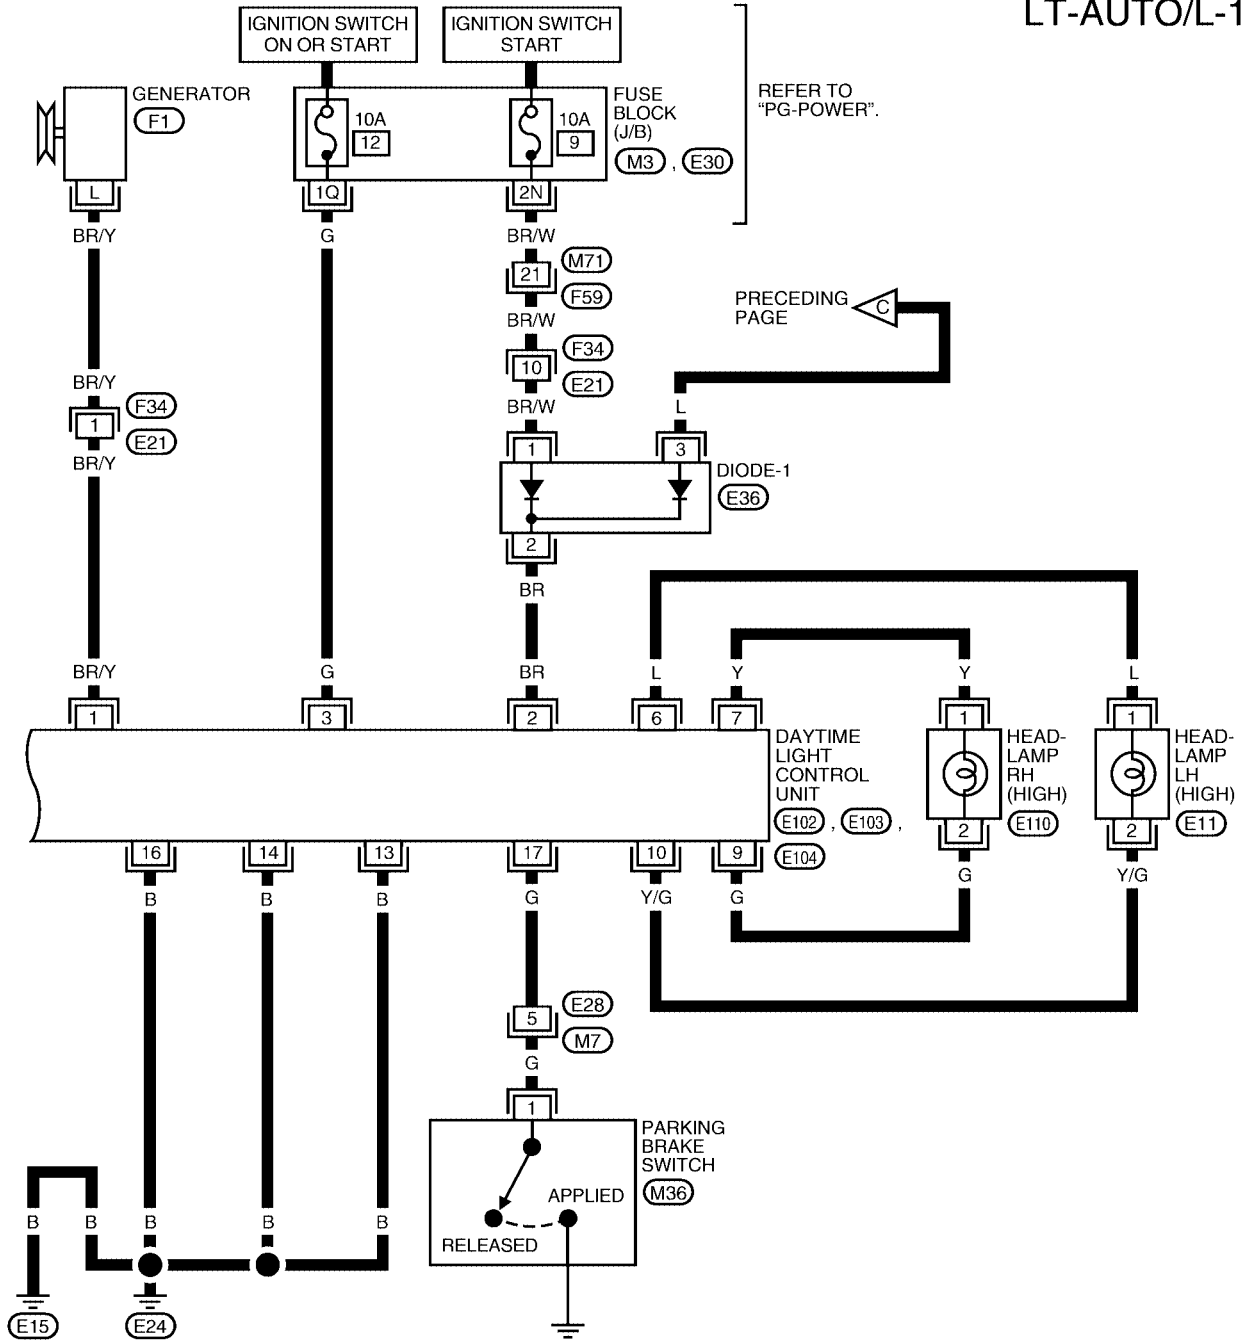 LT-AUTO/L-1
IGNITION SWITCH
ON OR START
IGNITION SWITCH
START
GENERATOR
F1
10A
12
10A
9
FUSE
BLOCK
(J/B)
M3 , E30
REFER TO
"PG-POWER".
L
1Q
2N
BR/Y
G
BR/W
21
M71
F59
BR/W
PRECEDING
PAGE
C
10
F34
E21
BR/Y
BR/W
L
1
F34
E21
BR/Y
1
3
DIODE-1
E36
2
BR
BR/Y
G
BR
L
Y
Y
L
1
3
2
6
7
1
1
DAYTIME
LIGHT
CONTROL
UNIT
E102 , E103 ,
E104
HEAD-
LAMP
RH
(HIGH)
E110
HEAD-
LAMP
LH
(HIGH)
E11
2
2
16
14
13
17
10
9
G
Y/G
B
B
B
G
Y/G
G
5
E28
M7
G
1
PARKING
BRAKE
SWITCH
M36
APPLIED
RELEASED
B
B
B
B
B
E15
E24